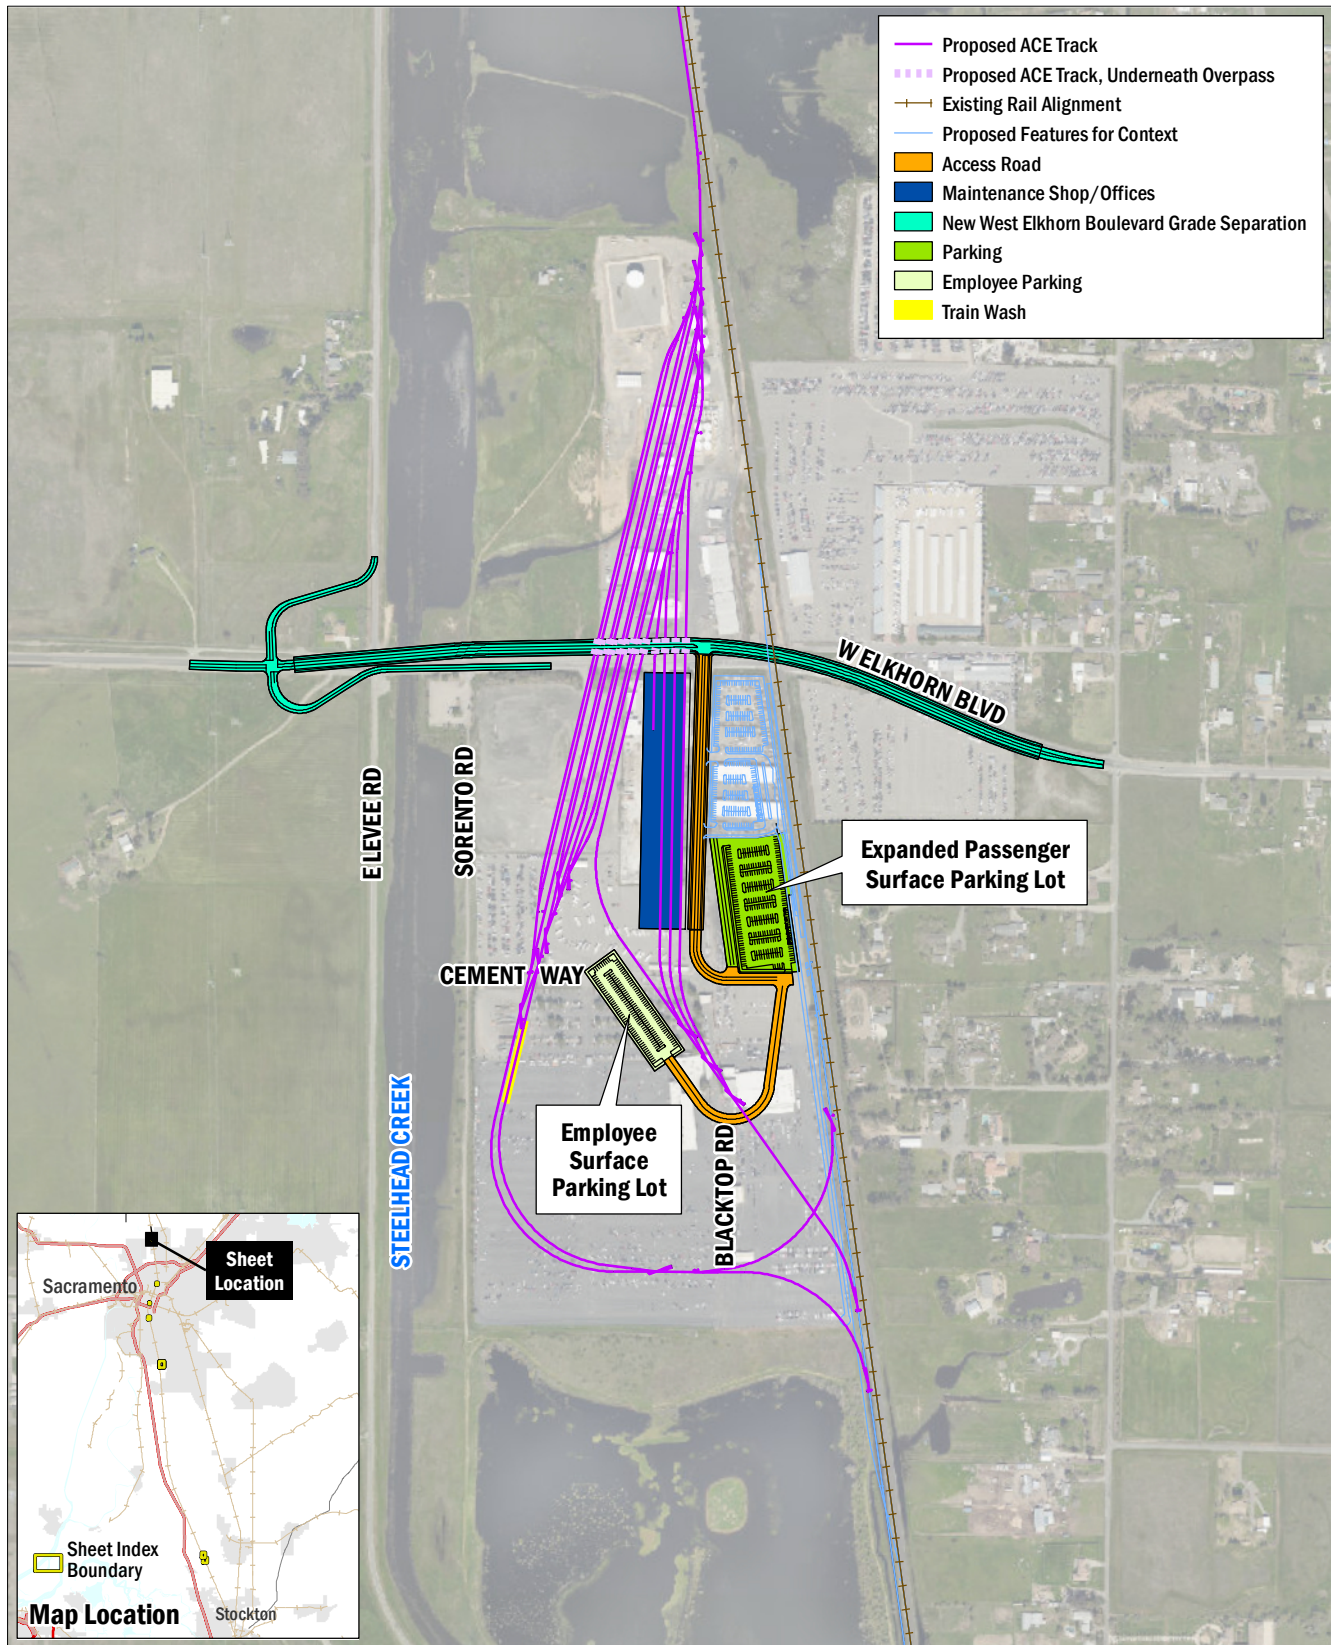 Proposed ACE Track
Proposed ACE Track, Underneath Overpass
Existing Rail Alignment
Proposed Features for Context
Access Road
Maintenance Shop/Offices
New West Elkhorn Boulevard Grade Separation
Parking
Employee Parking
Train Wash
W ELKHORN BLVD
E LEVEE RD
SORENTO RD
Expanded Passenger
Surface Parking Lot
CEMENT WAY
STEELHEAD CREEK
Employee
Surface
Parking Lot
BLACKTOP RD
Sheet
Location
Sacramento
Sheet Index
Boundary
Map Location
Stockton